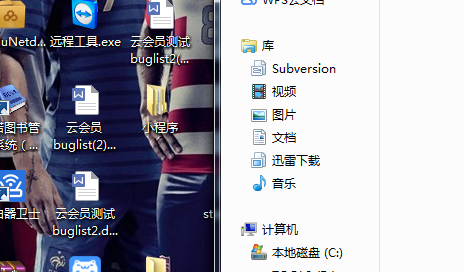 WPS云文档
uNetd...
远程工具.exe
云会员测试
buglist2(...
库
Subversion
视频
图片
若图书管
系统（...
云会员
buglist(2)...
小程序
文档
迅雷下载
音乐
由器卫士
云会员测试
buglist2.d...
st
计算机
本地磁盘 (C:)